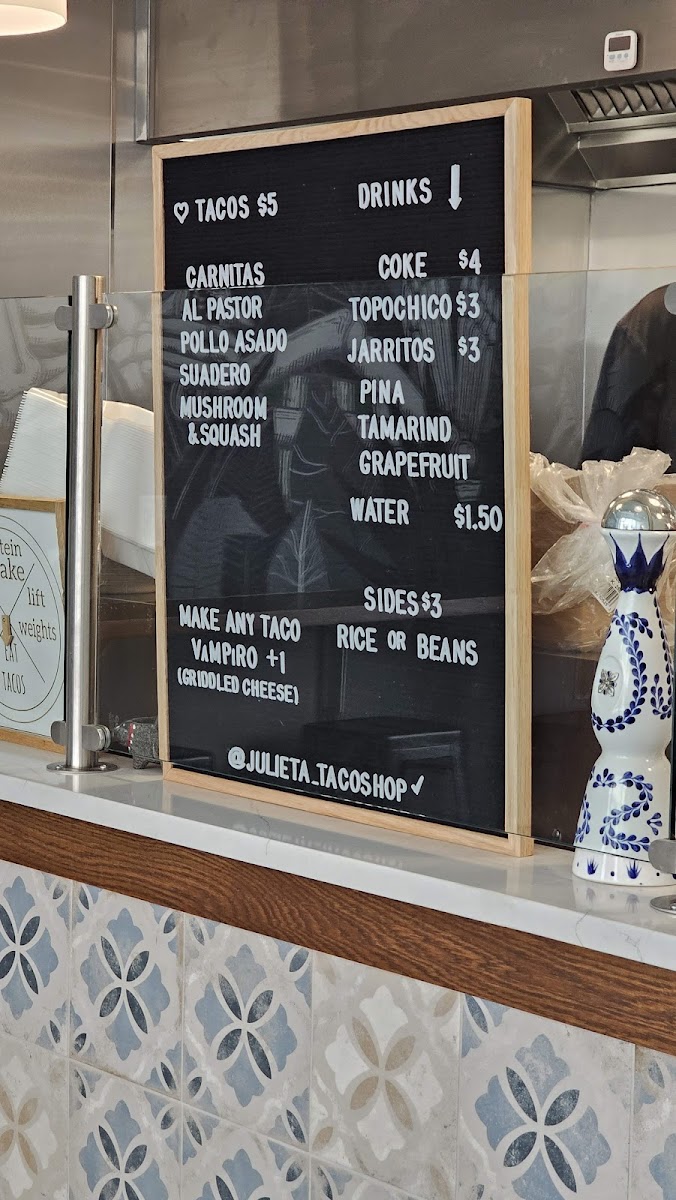 ♡ TACOS $5
CARNITAS
AL PASTOR
POLLO ASADO
SUADERO
MUSHROOM
& SQUASH
MAKE ANY TACO
VAMPIRO +1
(GRIDDLED CHEESE)
DRINKS ↓
COKE $4
TOPOCHICO $3
JARRITOS $3
PINA
TAMARIND
GRAPEFRUIT
WATER $1.50
SIDES $3
RICE OR BEANS
@JULIETA_TACOSHOP ✓
lift
weights
TACOS